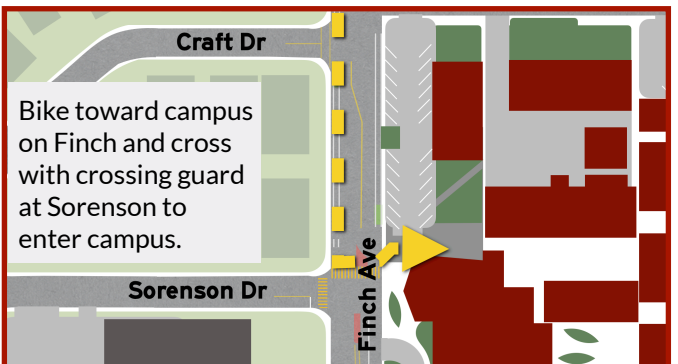 Craft Dr
Bike toward campus
on Finch and cross
with crossing guard
at Sorenson to
enter campus.
Sorenson Dr
Finch Ave